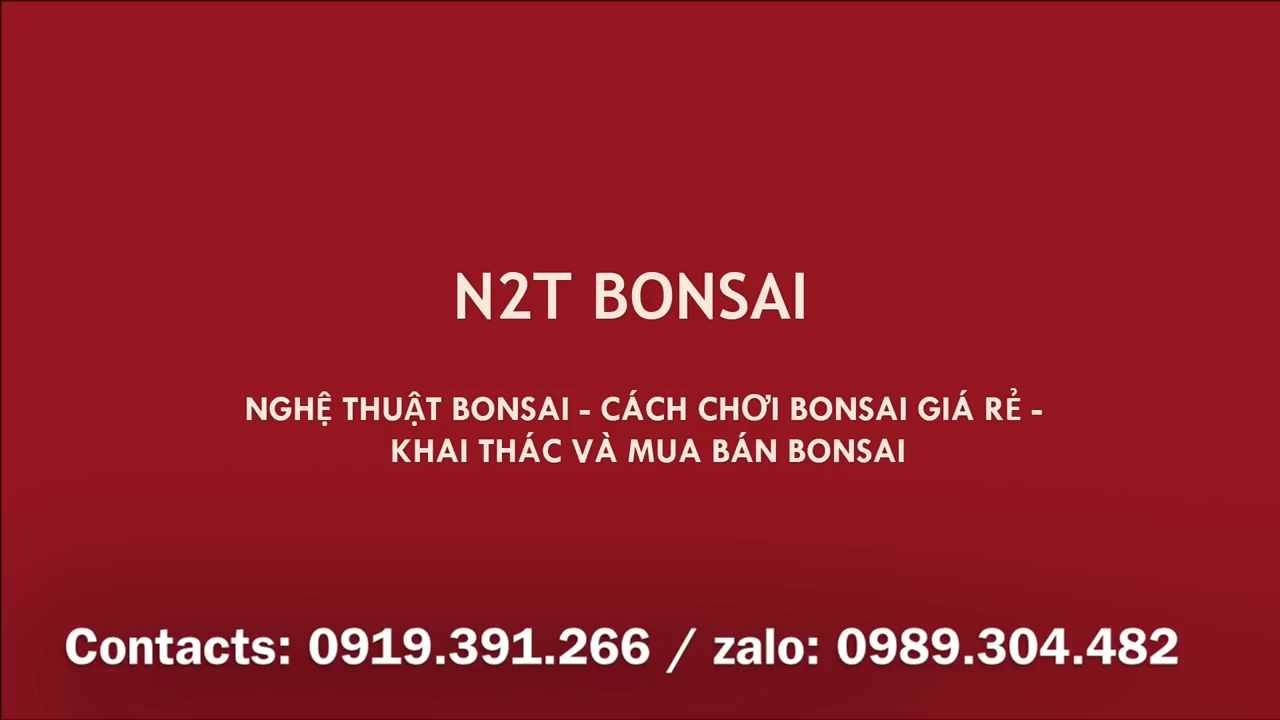 N2T BONSAI
NGHỆ THUẬT BONSAI - CÁCH CHƠI BONSAI GIÁ RẺ -
KHAI THÁC VÀ MUA BÁN BONSAI
Contacts: 0919.391.266 / zalo: 0989.304.482